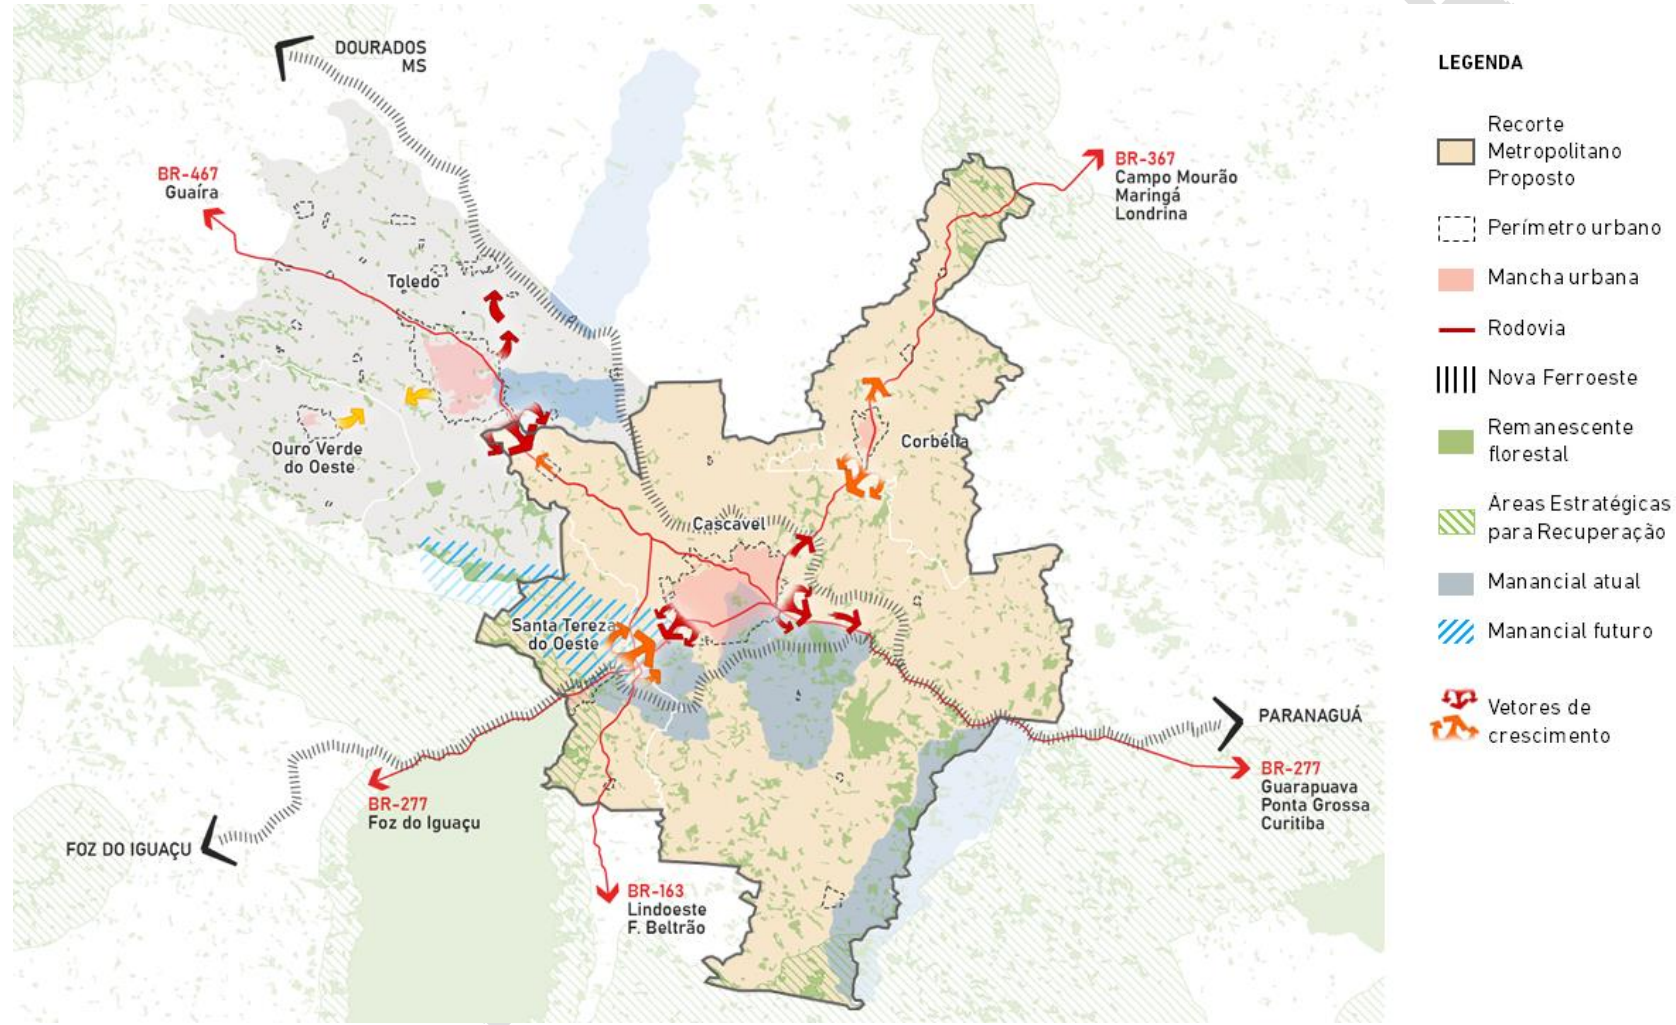 DOURADOS
MS
BR-467
Guaíra
BR-367
Campo Mourão
Maringá
Londrina
Toledo
Ouro Verde
do Oeste
Corbélia
Cascavel
Santa Tereza
do Oeste
PARANAGUÁ
BR-277
Guarapuava
Ponta Grossa
Curitiba
BR-277
Foz do Iguaçu
FOZ DO IGUAÇU
BR-163
Lindoeste
F. Beltrão
LEGENDA
Recorte
Metropolitano
Proposto
Perímetro urbano
Mancha urbana
Rodovia
Nova Ferroeste
Remanescente
florestal
Áreas Estratégicas
para Recuperação
Manancial atual
Manancial futuro
Vetores de
crescimento